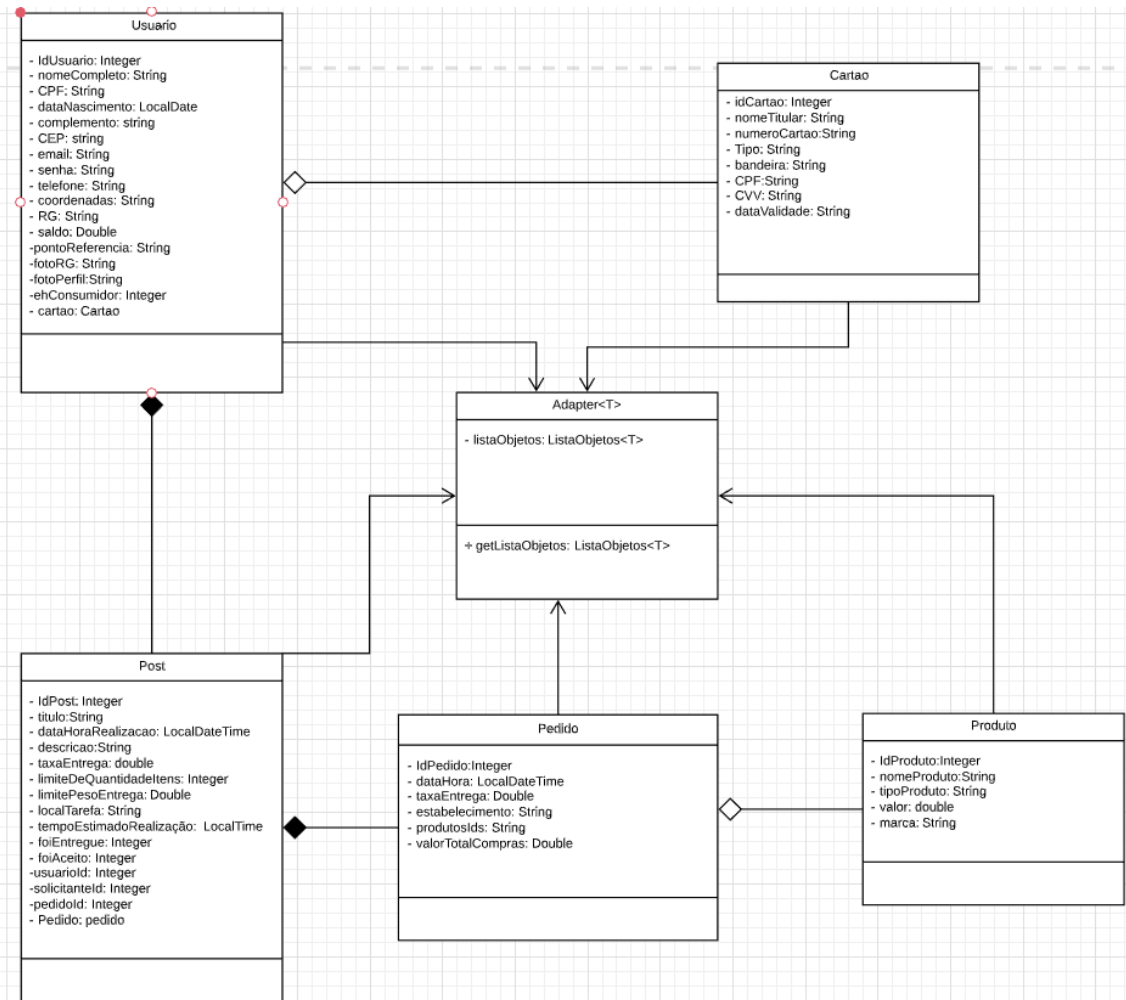 Usuario
- IdUsuario: Integer
- nomeCompleto: String
- CPF: String
- dataNascimento: LocalDate
- complemento: string
- CEP: string
- email: String
- senha: String
- telefone: String
- coordenadas: String
- RG: String
- saldo: Double
-pontoReferencia: String
-fotoRG: String
-fotoPerfil:String
-ehConsumidor: Integer
- cartao: Cartao
Cartao
- idCartao: Integer
- nomeTitular: String
- numeroCartao:String
- Tipo: String
- bandeira: String
- CPF:String
- CVV: String
- dataValidade: String
Adapter<T>
- listaObjetos: ListaObjetos<T>
+ getListaObjetos: ListaObjetos<T>
Post
- IdPost: Integer
- titulo:String
- dataHoraRealizacao: LocalDateTime
- descricao:String
- taxaEntrega: double
- limiteDeQuantidadeItens: Integer
- limitePesoEntrega: Double
- localTarefa: String
- tempoEstimadoRealização: LocalTime
- foiEntregue: Integer
- foiAceito: Integer
-usuarioId: Integer
-solicitanteId: Integer
-pedidoId: Integer
- Pedido: pedido
Pedido
- IdPedido:Integer
- dataHora: LocalDateTime
- taxaEntrega: Double
- estabelecimento: String
- produtosIds: String
- valorTotalCompras: Double
Produto
- IdProduto:Integer
- nomeProduto:String
- tipoProduto: String
- valor: double
- marca: String